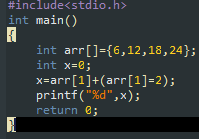 #include<stdio.h>
int main()
{
int arr[]={6,12,18,24};
int x=0;
x=arr[1]+(arr[1]=2);
printf("%d",x);
return 0;
}